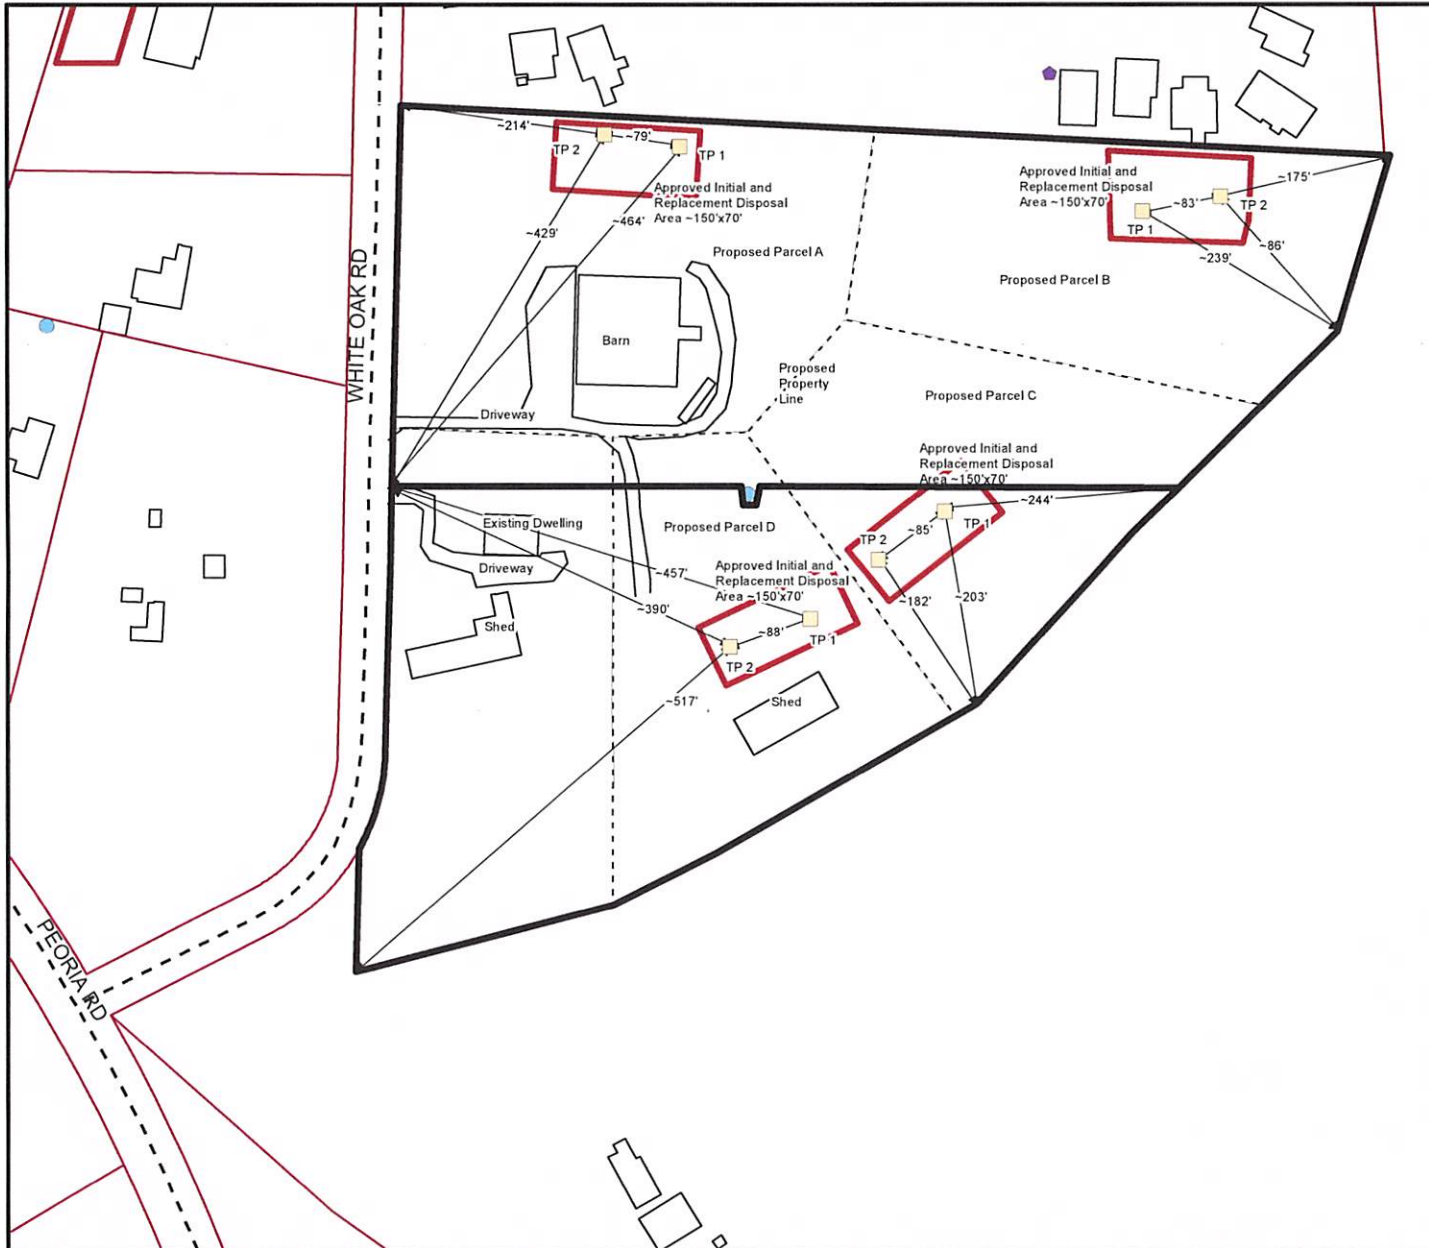 ~214'
~79'
TP 2
TP 1
Approved Initial and
Replacement Disposal
Area ~150'x70'
~464'
~429'
Proposed Parcel A
Approved Initial and
Replacement Disposal
Area ~150'x70'
~175'
~83'
TP 2
TP 1
~86'
~239'
Proposed Parcel B
WHITE OAK RD
Barn
Proposed
Property
Line
Proposed Parcel C
Driveway
Approved Initial and
Replacement Disposal
Area ~150'x70'
~244'
TP 1
~85'
TP 2
~182'
~203'
Existing Dwelling
Proposed Parcel D
Driveway
Approved Initial and
Replacement Disposal
Area ~150'x70'
~457'
~390'
Shed
~88'
TP 1
TP 2
~517'
Shed
PEORIA RD